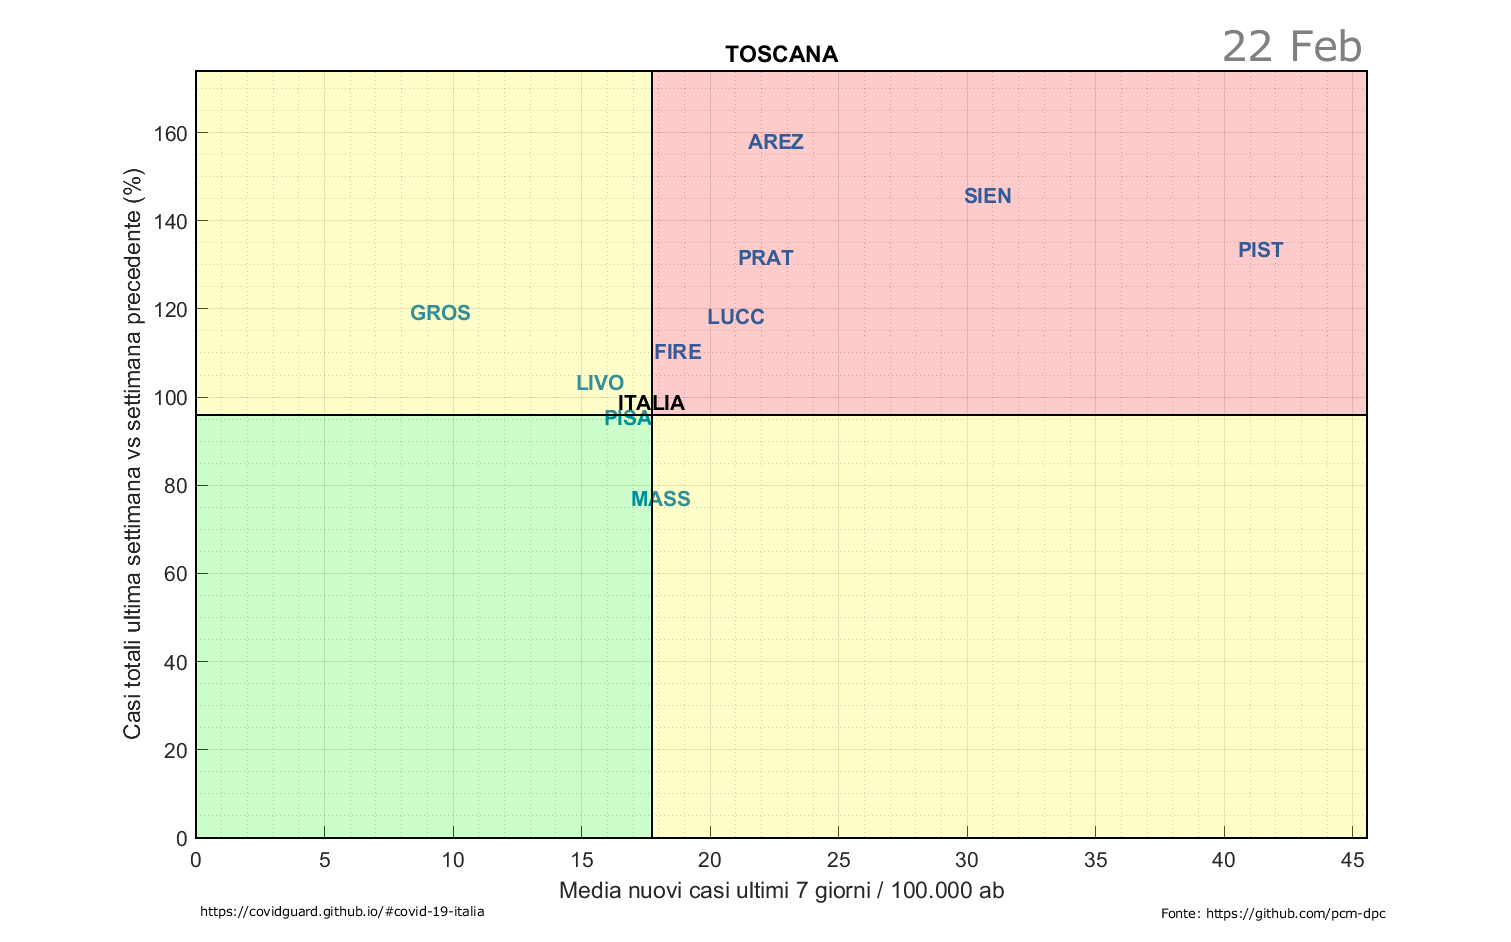 22 Feb
TOSCANA
160
140
120
100
80
60
40
20
0
Casi totali ultima settimana vs settimana precedente (%)
AREZ
SIEN
PIST
PRAT
GROS
LUCC
FIRE
LIVO
ITALIA
PISA
MASS
0 5 10 15 20 25 30 35 40 45
Media nuovi casi ultimi 7 giorni / 100.000 ab
https://covidguard.github.io/#covid-19-italia
Fonte: https://github.com/pcm-dpc